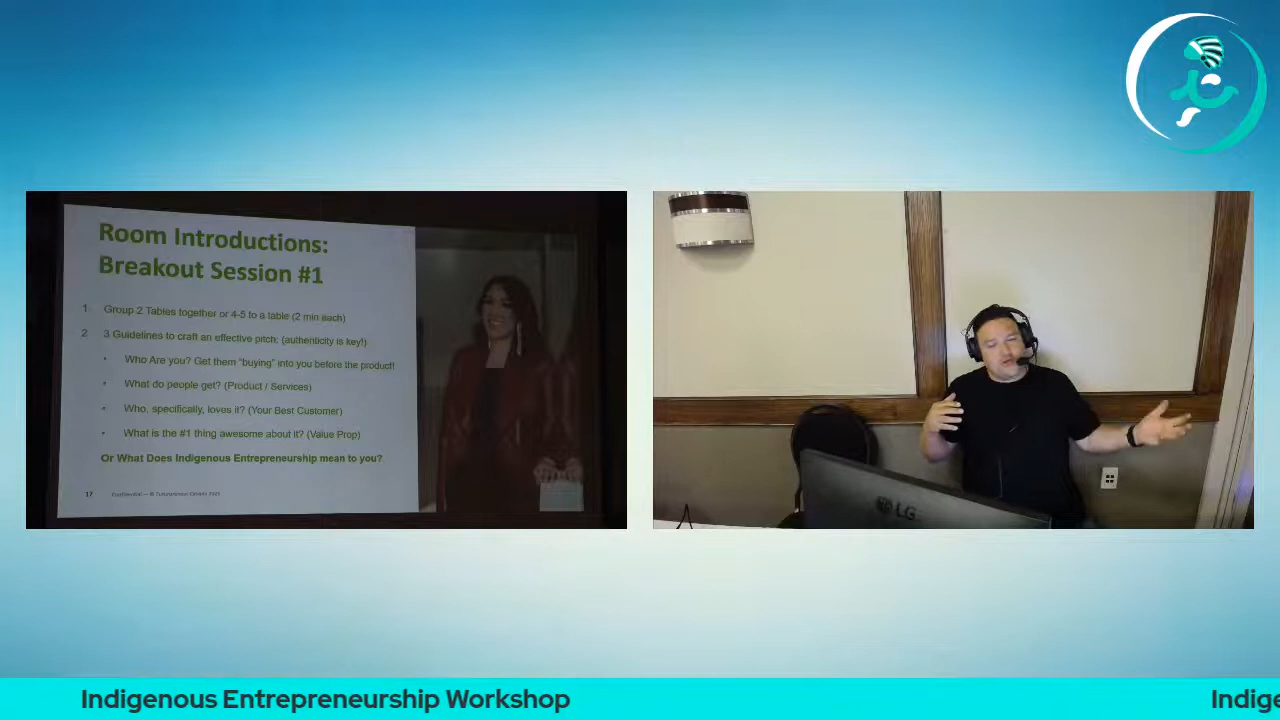 Room Introductions:
Breakout Session #1
1 Group 2 Tables together or 4-5 to a table (2 min each)
2 3 Guidelines to craft an effective pitch: (authenticity is key!)
• Who Are you? Get them "buying" into you before the product!
• What do people get? (Product / Services)
• Who, specifically, loves it? (Your Best Customer)
• What is the #1 thing awesome about it? (Value Prop)
Or What Does Indigenous Entrepreneurship mean to you?
17 Confidential — © Futurpreneur Canada
LG
Indigenous Entrepreneurship Workshop
Indige